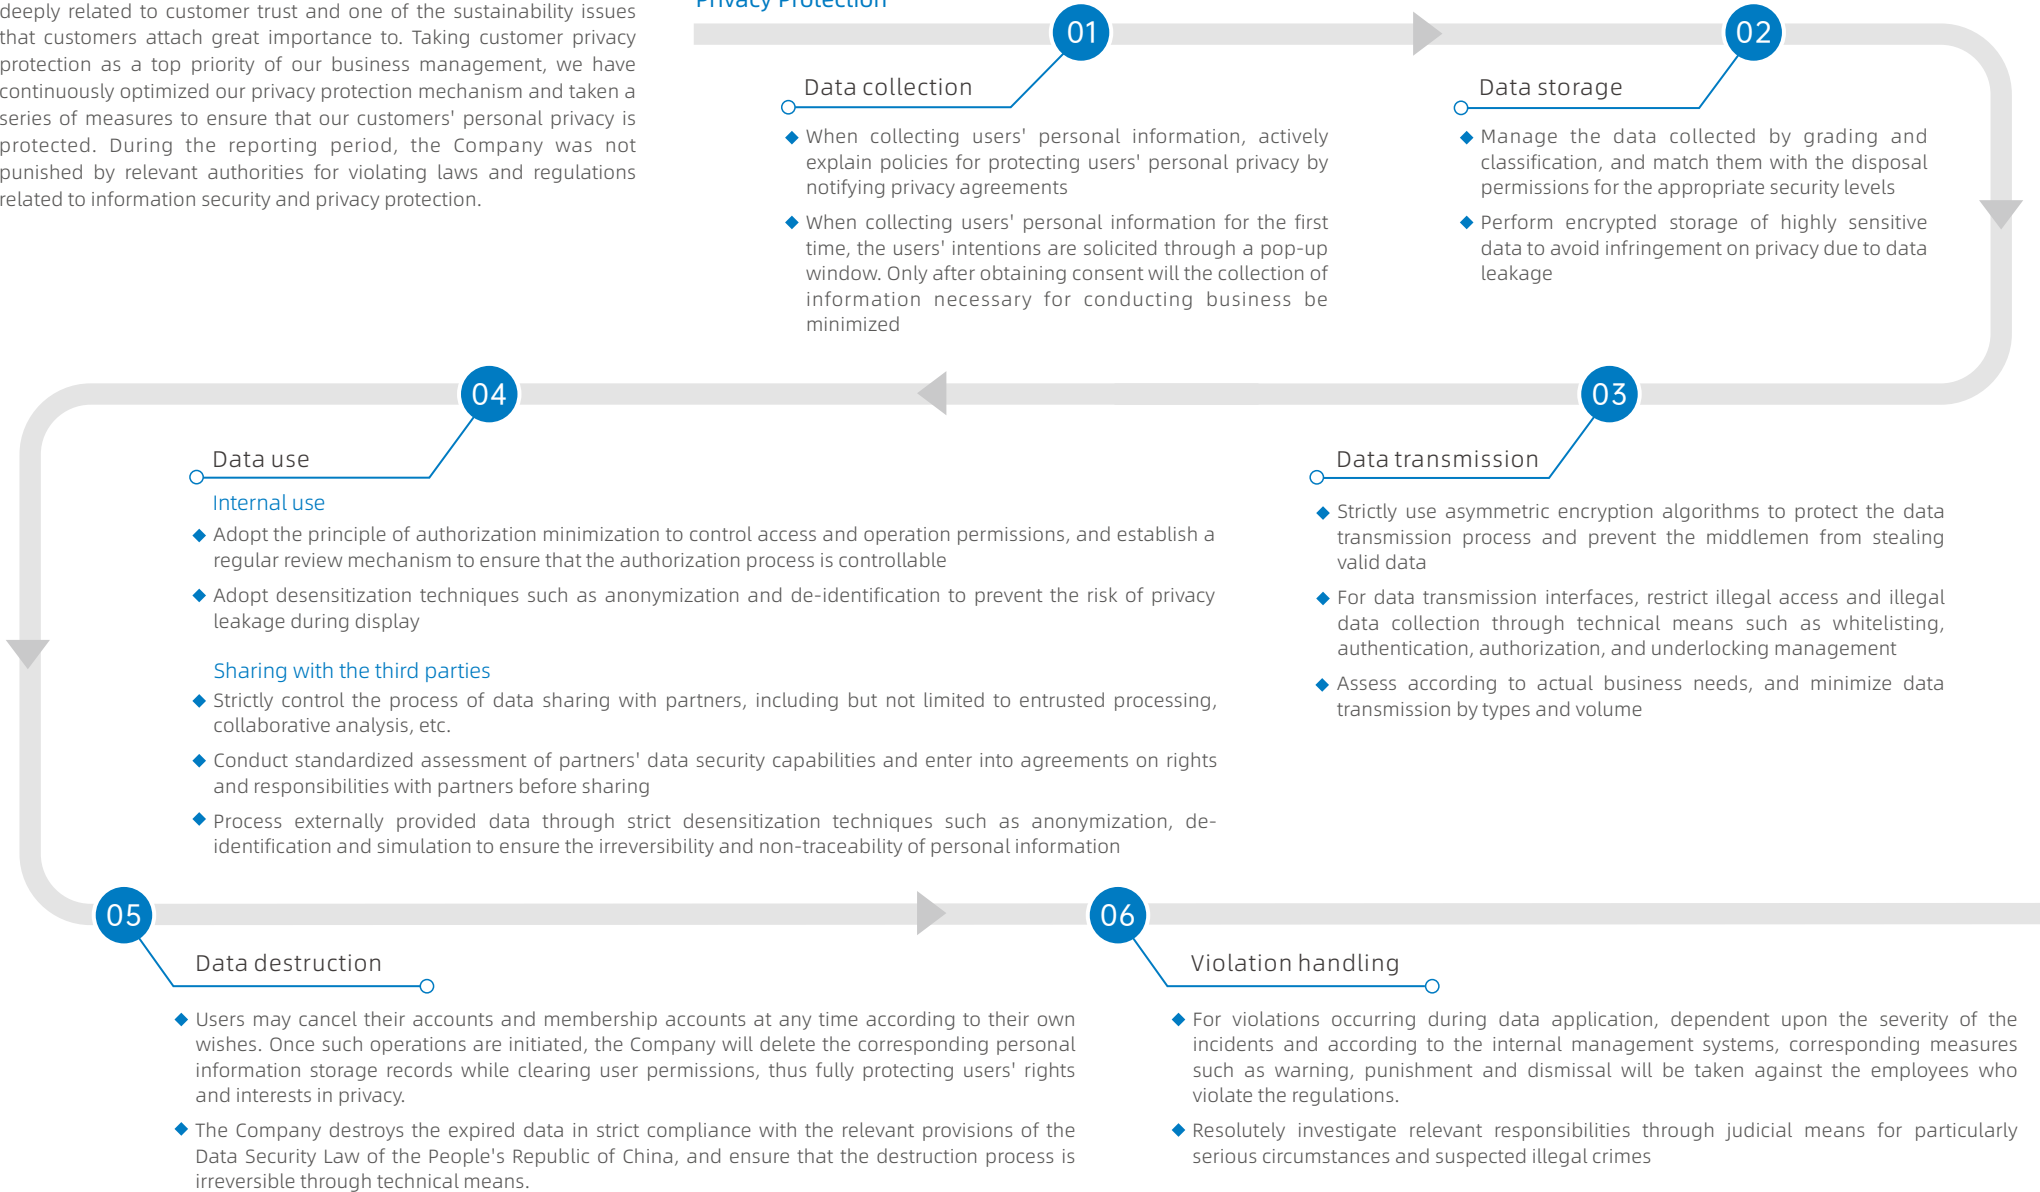 deeply related to customer trust and one of the sustainability issues
that customers attach great importance to. Taking customer privacy
protection as a top priority of our business management, we have
continuously optimized our privacy protection mechanism and taken a
series of measures to ensure that our customers' personal privacy is
protected. During the reporting period, the Company was not
punished by relevant authorities for violating laws and regulations
related to information security and privacy protection.
Privacy Protection
01
Data collection
When collecting users' personal information, actively
explain policies for protecting users' personal privacy by
notifying privacy agreements
When collecting users' personal information for the first
time, the users' intentions are solicited through a pop-up
window. Only after obtaining consent will the collection of
information necessary for conducting business be
minimized
02
Data storage
Manage the data collected by grading and
classification, and match them with the disposal
permissions for the appropriate security levels
Perform encrypted storage of highly sensitive
data to avoid infringement on privacy due to data
leakage
03
Data transmission
Strictly use asymmetric encryption algorithms to protect the data
transmission process and prevent the middlemen from stealing
valid data
For data transmission interfaces, restrict illegal access and illegal
data collection through technical means such as whitelisting,
authentication, authorization, and underlocking management
Assess according to actual business needs, and minimize data
transmission by types and volume
04
Data use
Internal use
Adopt the principle of authorization minimization to control access and operation permissions, and establish a
regular review mechanism to ensure that the authorization process is controllable
Adopt desensitization techniques such as anonymization and de-identification to prevent the risk of privacy
leakage during display
Sharing with the third parties
Strictly control the process of data sharing with partners, including but not limited to entrusted processing,
collaborative analysis, etc.
Conduct standardized assessment of partners' data security capabilities and enter into agreements on rights
and responsibilities with partners before sharing
Process externally provided data through strict desensitization techniques such as anonymization, de-
identification and simulation to ensure the irreversibility and non-traceability of personal information
05
Data destruction
Users may cancel their accounts and membership accounts at any time according to their own
wishes. Once such operations are initiated, the Company will delete the corresponding personal
information storage records while clearing user permissions, thus fully protecting users' rights
and interests in privacy.
The Company destroys the expired data in strict compliance with the relevant provisions of the
Data Security Law of the People's Republic of China, and ensure that the destruction process is
irreversible through technical means.
06
Violation handling
For violations occurring during data application, dependent upon the severity of the
incidents and according to the internal management systems, corresponding measures
such as warning, punishment and dismissal will be taken against the employees who
violate the regulations.
Resolutely investigate relevant responsibilities through judicial means for particularly
serious circumstances and suspected illegal crimes